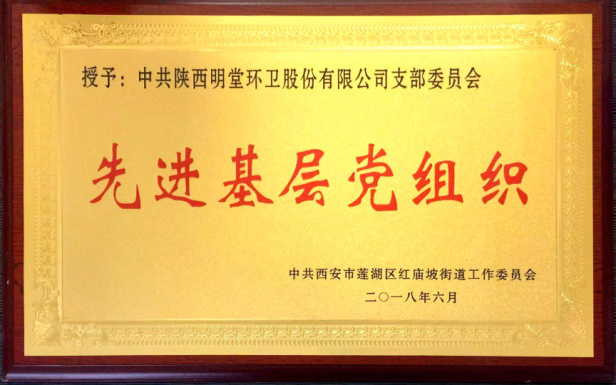 授予：中共陕西明堂环卫股份有限公司支部委员会
先进基层党组织
中共西安市莲湖区红庙坡街道工作委员会
二〇一八年六月